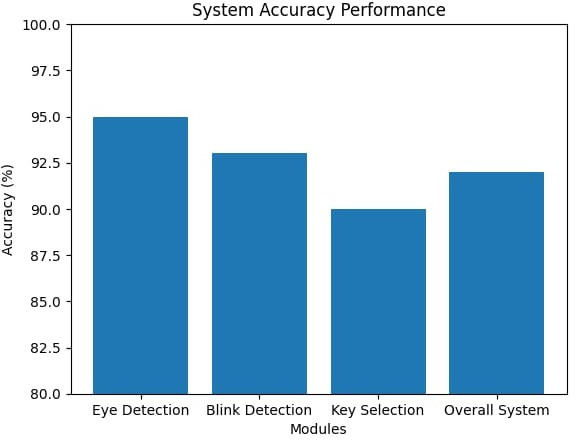 System Accuracy Performance
100.0
97.5
95.0
92.5
90.0
87.5
85.0
82.5
80.0
Accuracy (%)
Eye Detection Blink Detection Key Selection Overall System
Modules